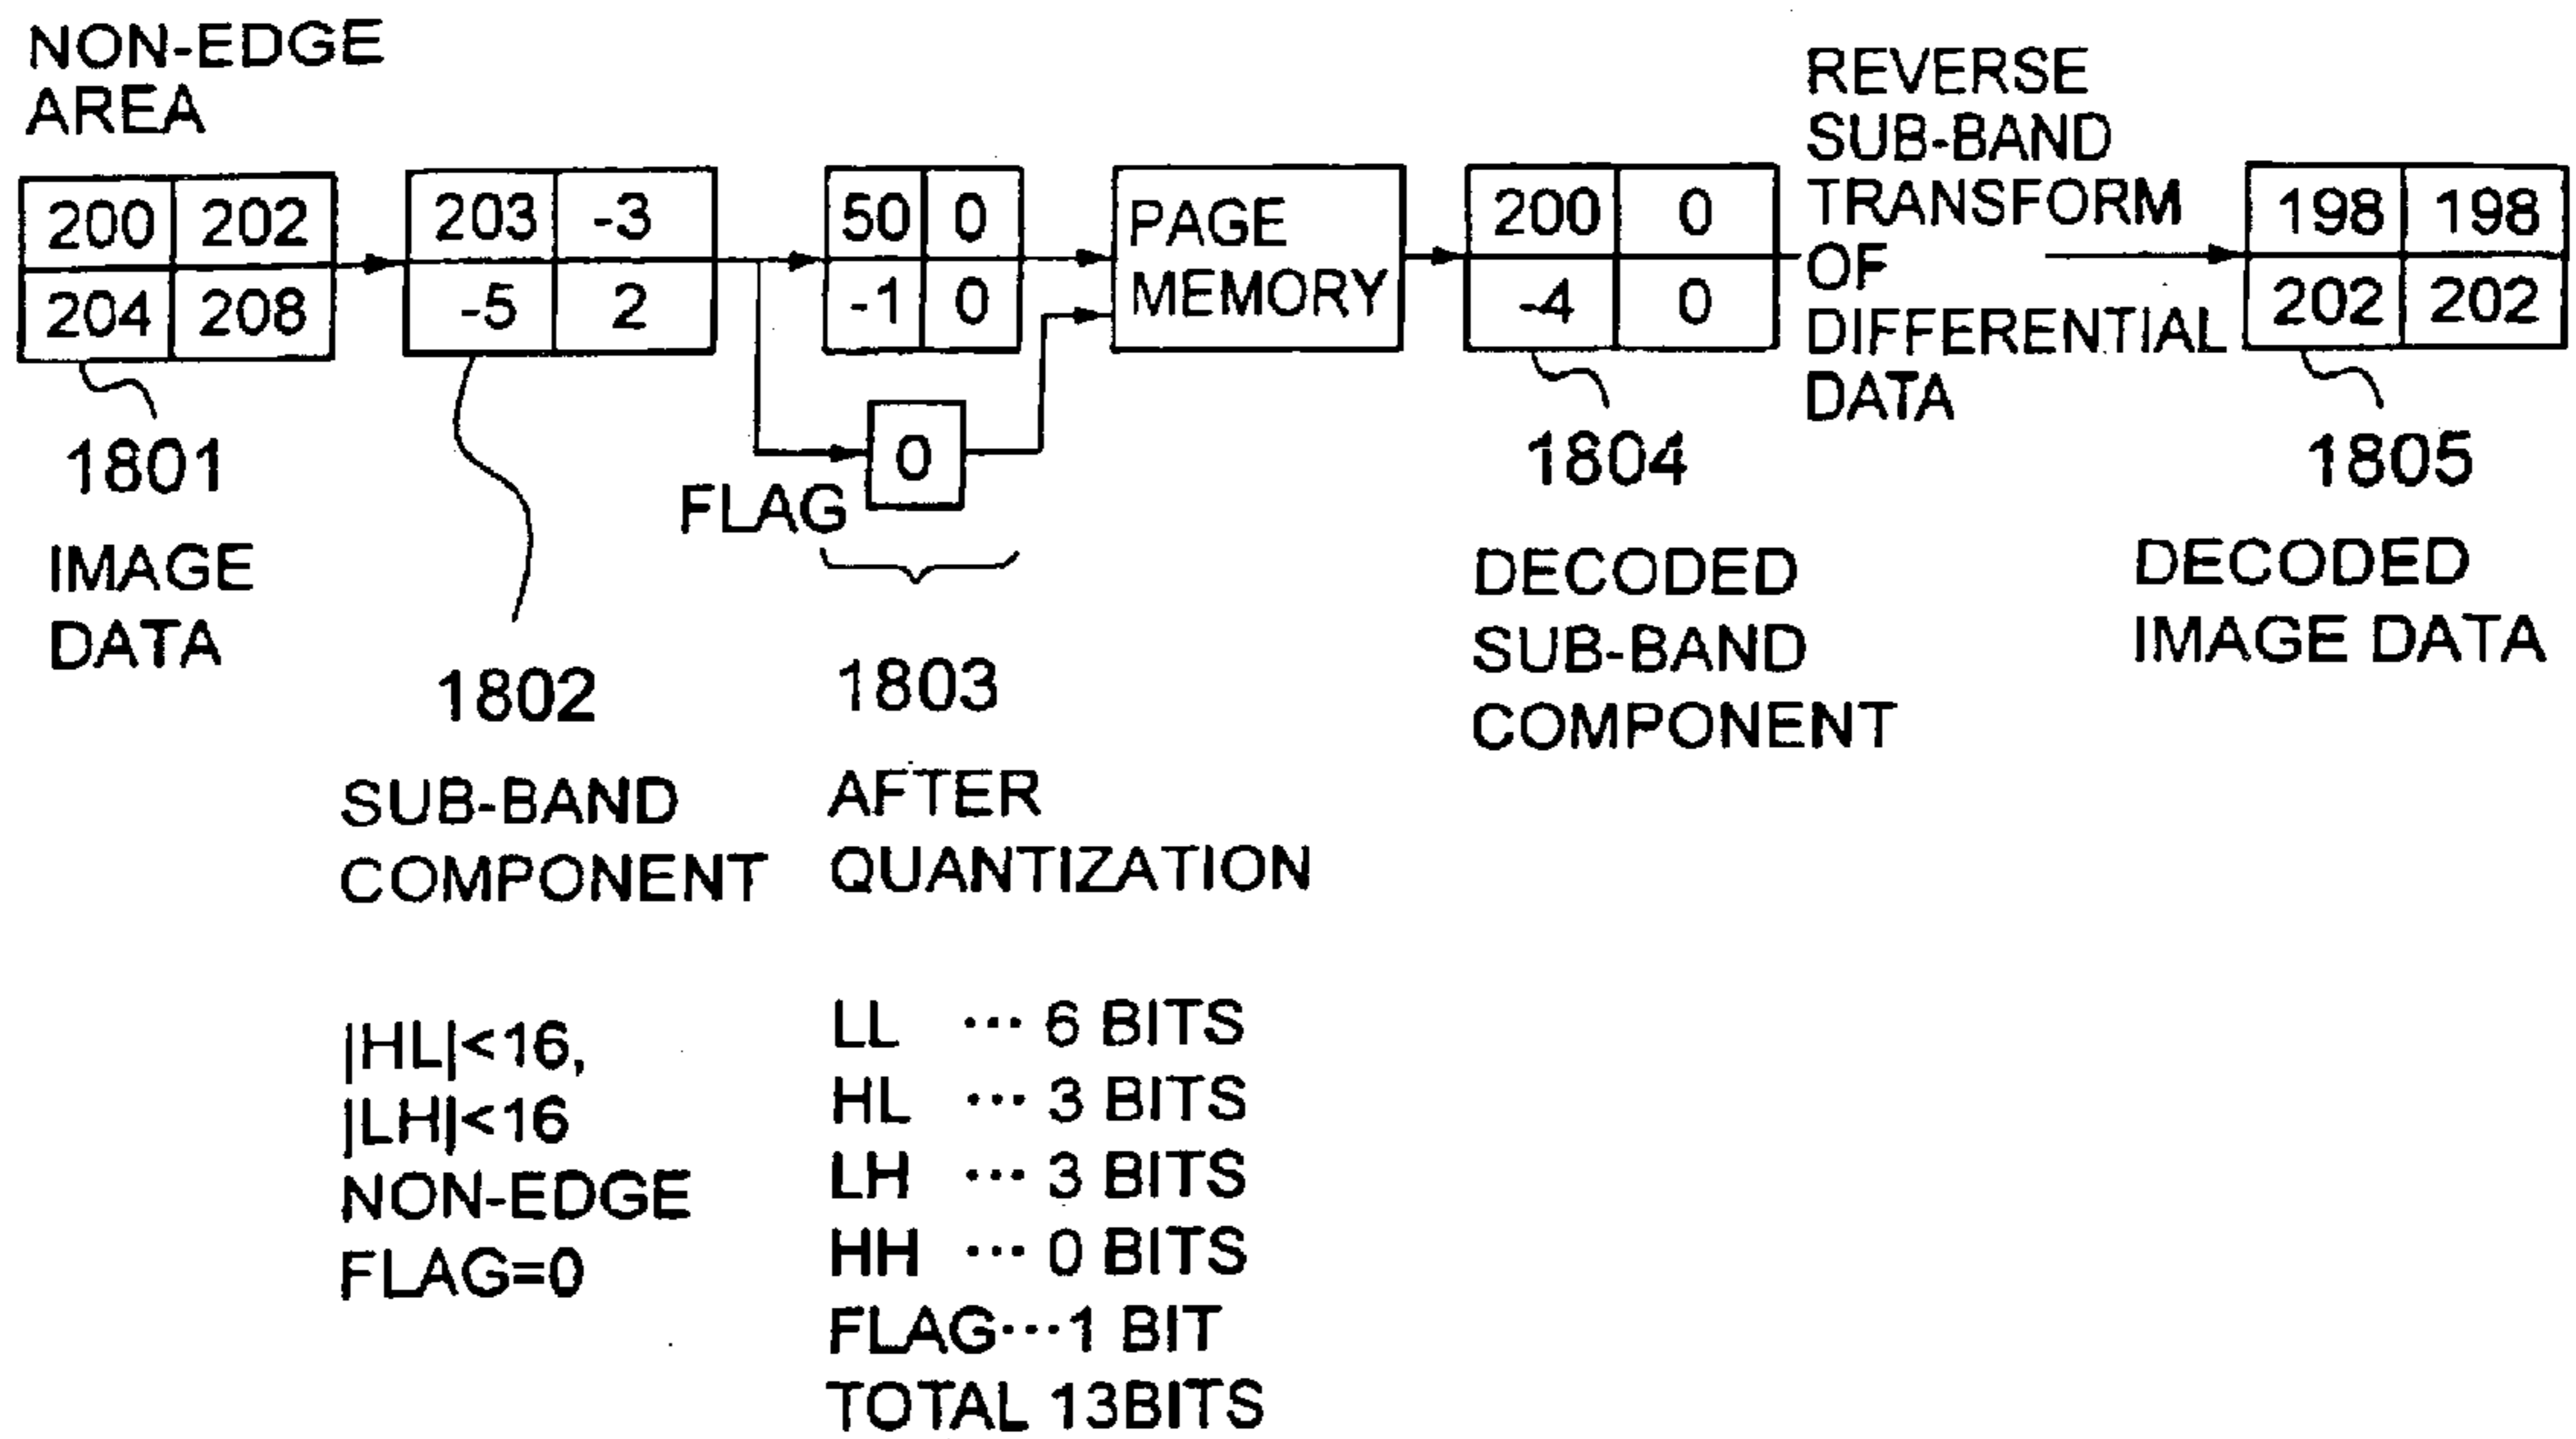 NON-EDGE
AREA
200 202
204 208
1801
IMAGE
DATA
203 -3
-5 2
1802
SUB-BAND
COMPONENT
|HL|<16,
|LH|<16
NON-EDGE
FLAG=0
50 0
-1 0
FLAG
0
1803
AFTER
QUANTIZATION
LL ··· 6 BITS
HL ··· 3 BITS
LH ··· 3 BITS
HH ··· 0 BITS
FLAG···1 BIT
TOTAL 13BITS
PAGE
MEMORY
200 0
-4 0
1804
DECODED
SUB-BAND
COMPONENT
REVERSE
SUB-BAND
TRANSFORM
OF
DIFFERENTIAL
DATA
198 198
202 202
1805
DECODED
IMAGE DATA